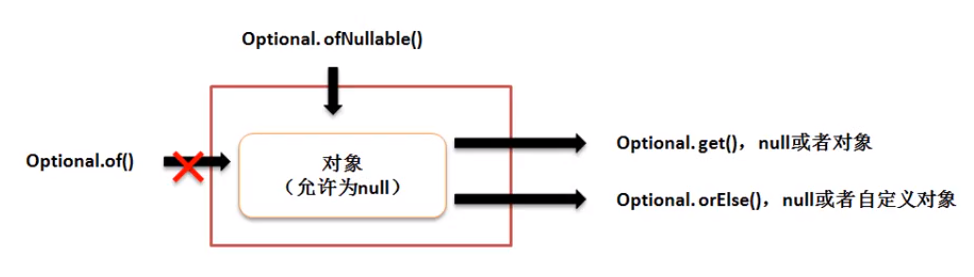 Optional.ofNullable()
Optional.of()
对象
（允许为null）
Optional.get()，null或者对象
Optional.orElse()，null或者自定义对象